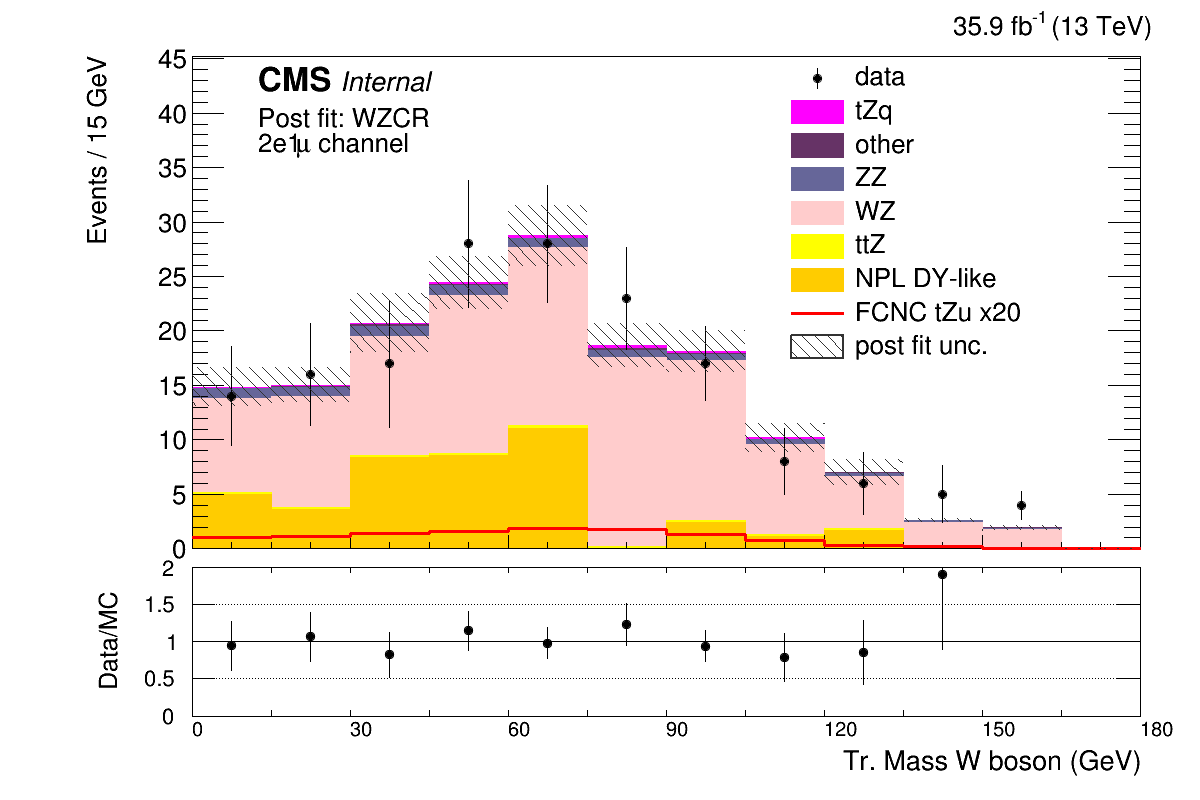 35.9 fb⁻¹ (13 TeV)
CMS Internal
Post fit: WZCR
2e1μ channel
data
tZq
other
ZZ
WZ
ttZ
NPL DY-like
FCNC tZu x20
post fit unc.
Events / 15 GeV
45
40
35
30
25
20
15
10
5
0
Data/MC
2
1.5
1
0.5
0
0 30 60 90 120 150 180
Tr. Mass W boson (GeV)